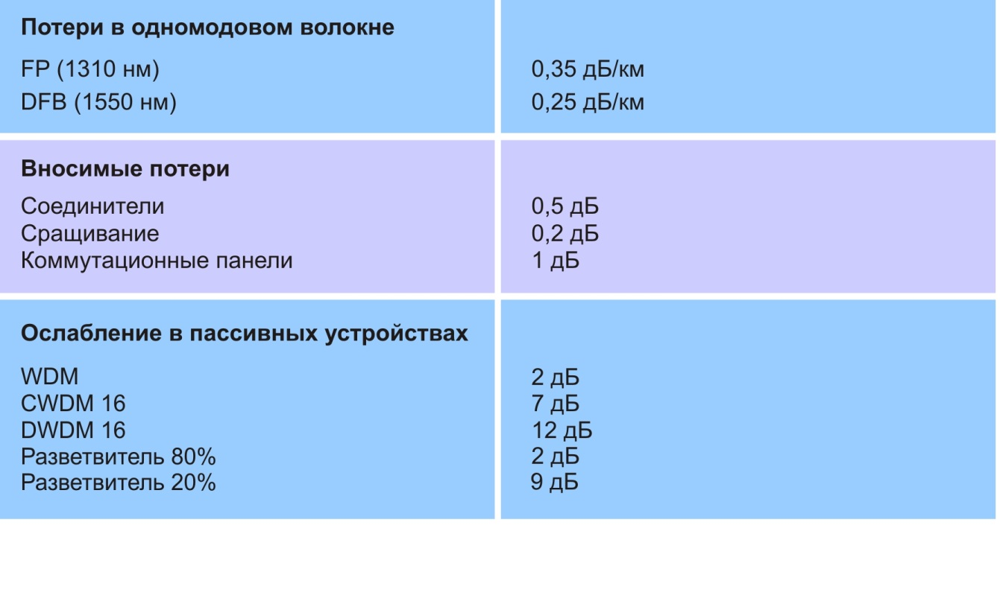 Потери в одномодовом волокне
FP (1310 нм) 0,35 дБ/км
DFB (1550 нм) 0,25 дБ/км
Вносимые потери
Соединители 0,5 дБ
Сращивание 0,2 дБ
Коммутационные панели 1 дБ
Ослабление в пассивных устройствах
WDM 2 дБ
CWDM 16 7 дБ
DWDM 16 12 дБ
Разветвитель 80% 2 дБ
Разветвитель 20% 9 дБ